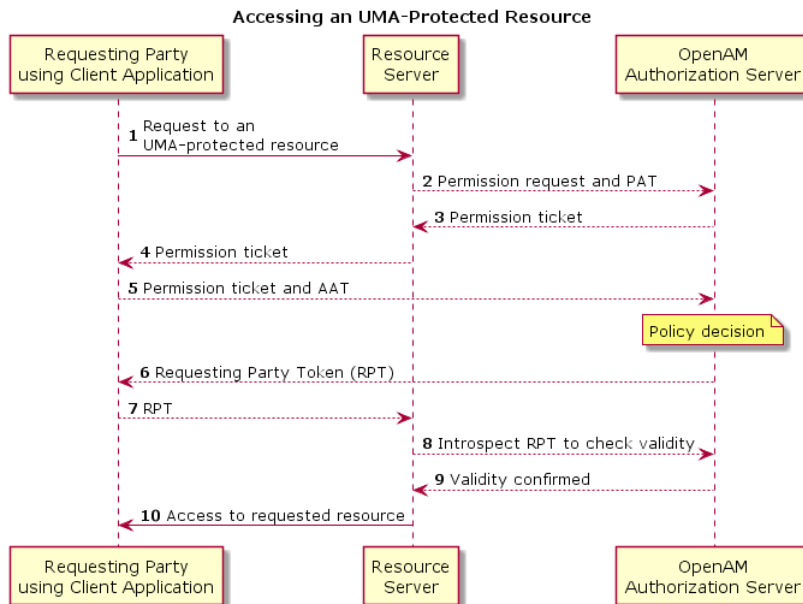 Accessing an UMA-Protected Resource
Requesting Party
using Client Application
Resource
Server
OpenAM
Authorization Server
1 Request to an
UMA-protected resource
2 Permission request and PAT
3 Permission ticket
4 Permission ticket
5 Permission ticket and AAT
Policy decision
6 Requesting Party Token (RPT)
7 RPT
8 Introspect RPT to check validity
9 Validity confirmed
10 Access to requested resource
Requesting Party
using Client Application
Resource
Server
OpenAM
Authorization Server